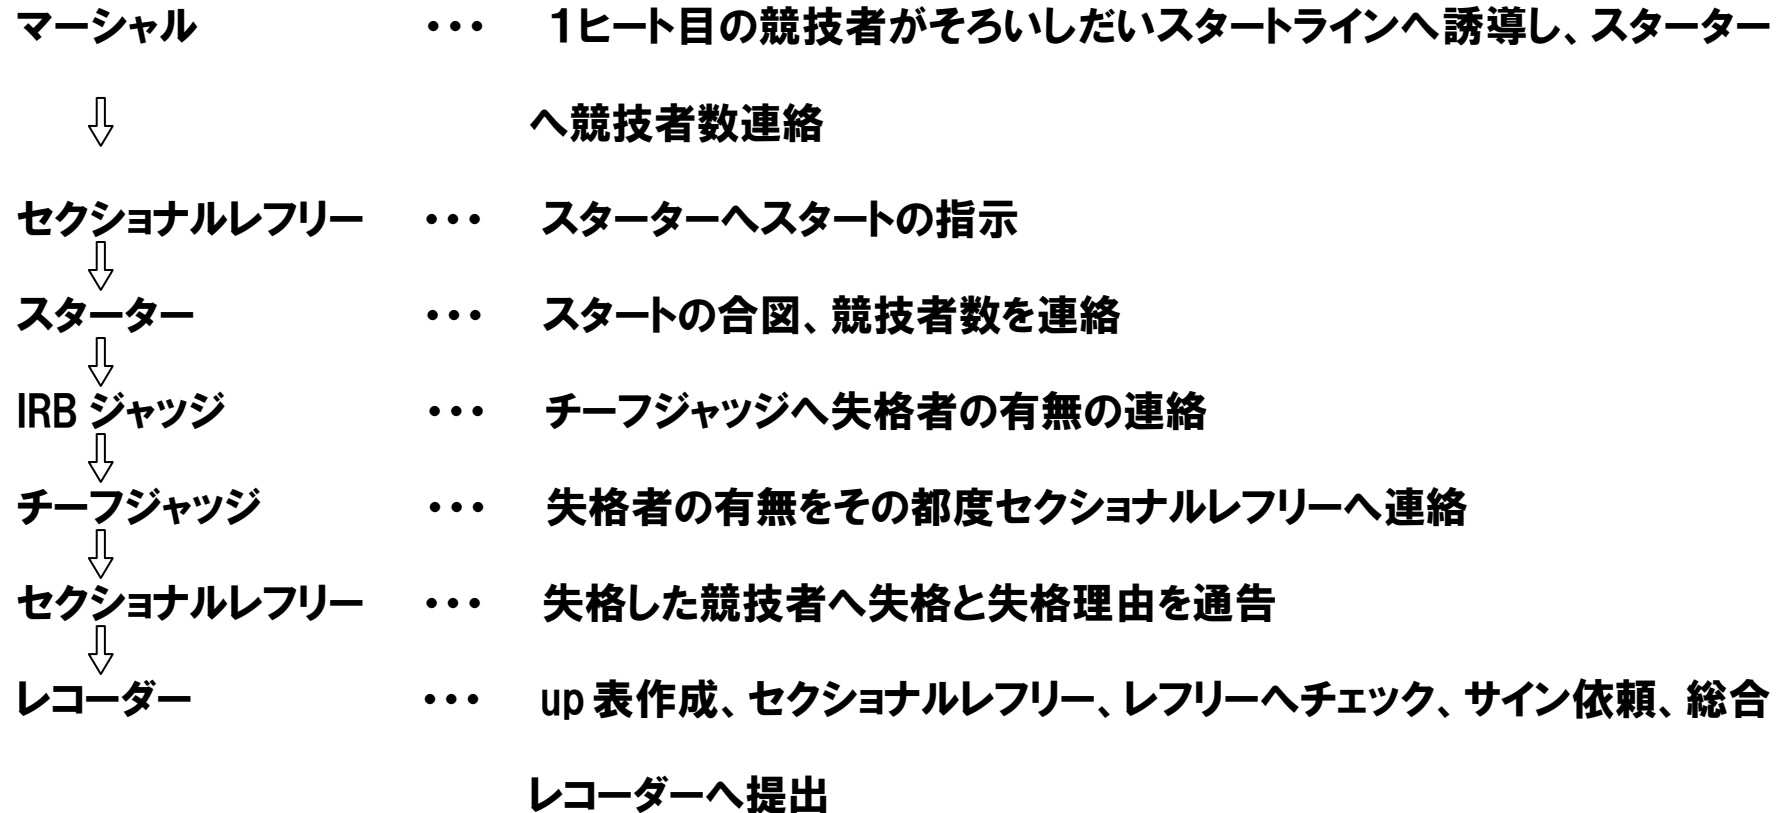 マーシャル ・・・ 1ヒート目の競技者がそろいしだいスタートラインへ誘導し、スターター
へ競技者数連絡
セクショナルレフリー ・・・ スターターへスタートの指示
スターター ・・・ スタートの合図、競技者数を連絡
IRB ジャッジ ・・・ チーフジャッジへ失格者の有無の連絡
チーフジャッジ ・・・ 失格者の有無をその都度セクショナルレフリーへ連絡
セクショナルレフリー ・・・ 失格した競技者へ失格と失格理由を通告
レコーダー ・・・ up 表作成、セクショナルレフリー、レフリーへチェック、サイン依頼、総合
レコーダーへ提出